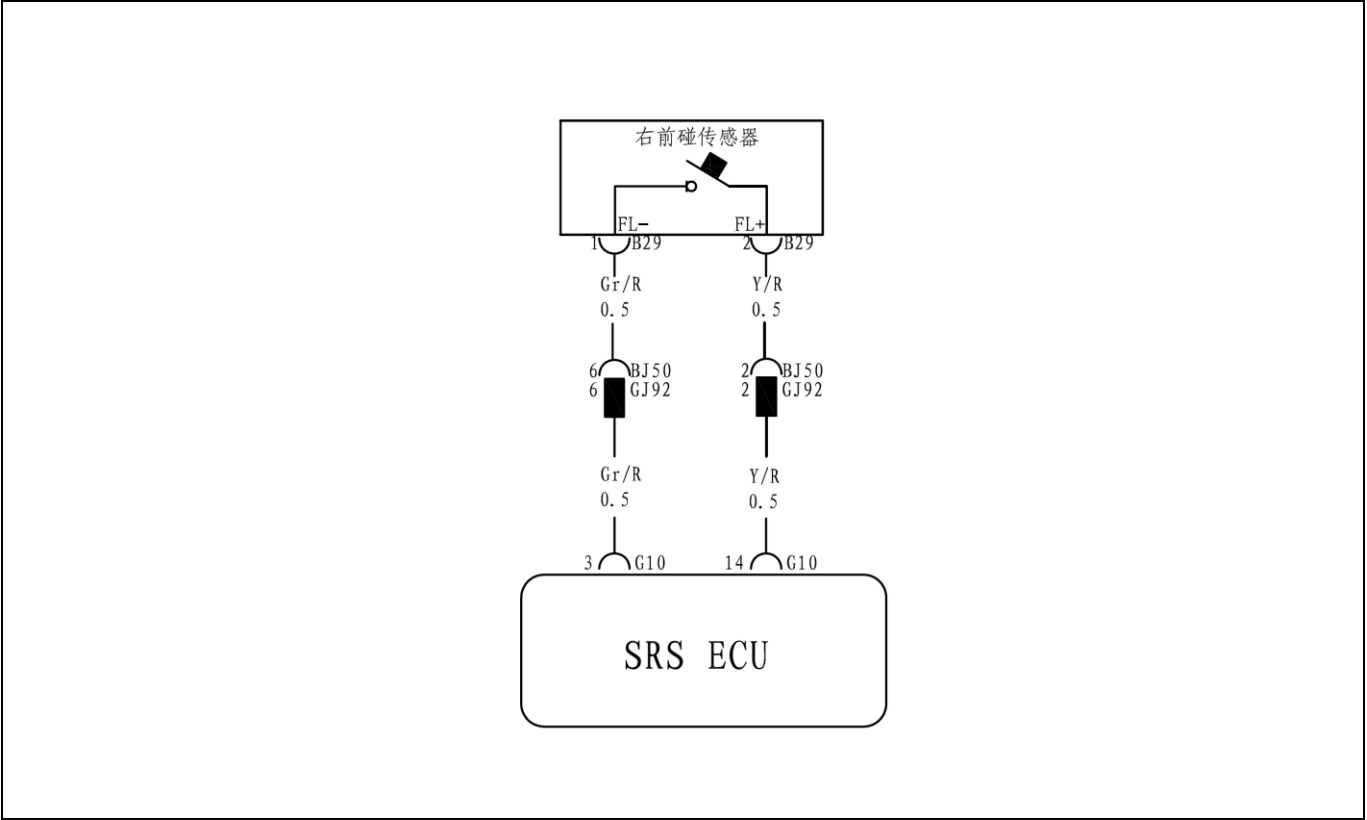 右前碰传感器
FL- FL+
1 B29 2 B29
Gr/R Y/R
0.5 0.5
6 BJ50 2 BJ50
6 GJ92 2 GJ92
Gr/R Y/R
0.5 0.5
3 G10 14 G10
SRS ECU